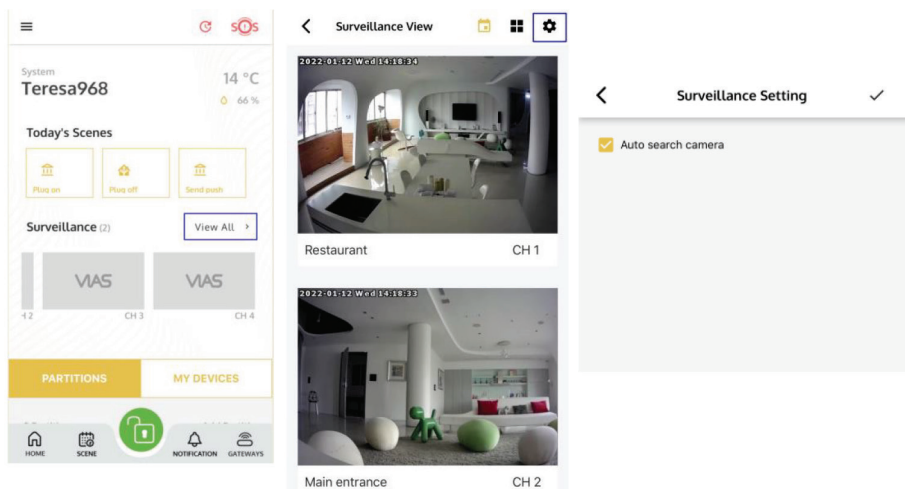 SOS
System
Teresa968
14 °C
66 %
Today's Scenes
Plug on
Plug off
Send push
Surveillance (2)
View All
VIAS
VIAS
CH 3
CH 4
PARTITIONS
MY DEVICES
HOME
SCENE
NOTIFICATION
GATEWAYS
Surveillance View
2022-01-12 Wed 14:18:34
Restaurant
CH 1
2022-01-12 Wed 14:18:33
Main entrance
CH 2
Surveillance Setting
Auto search camera